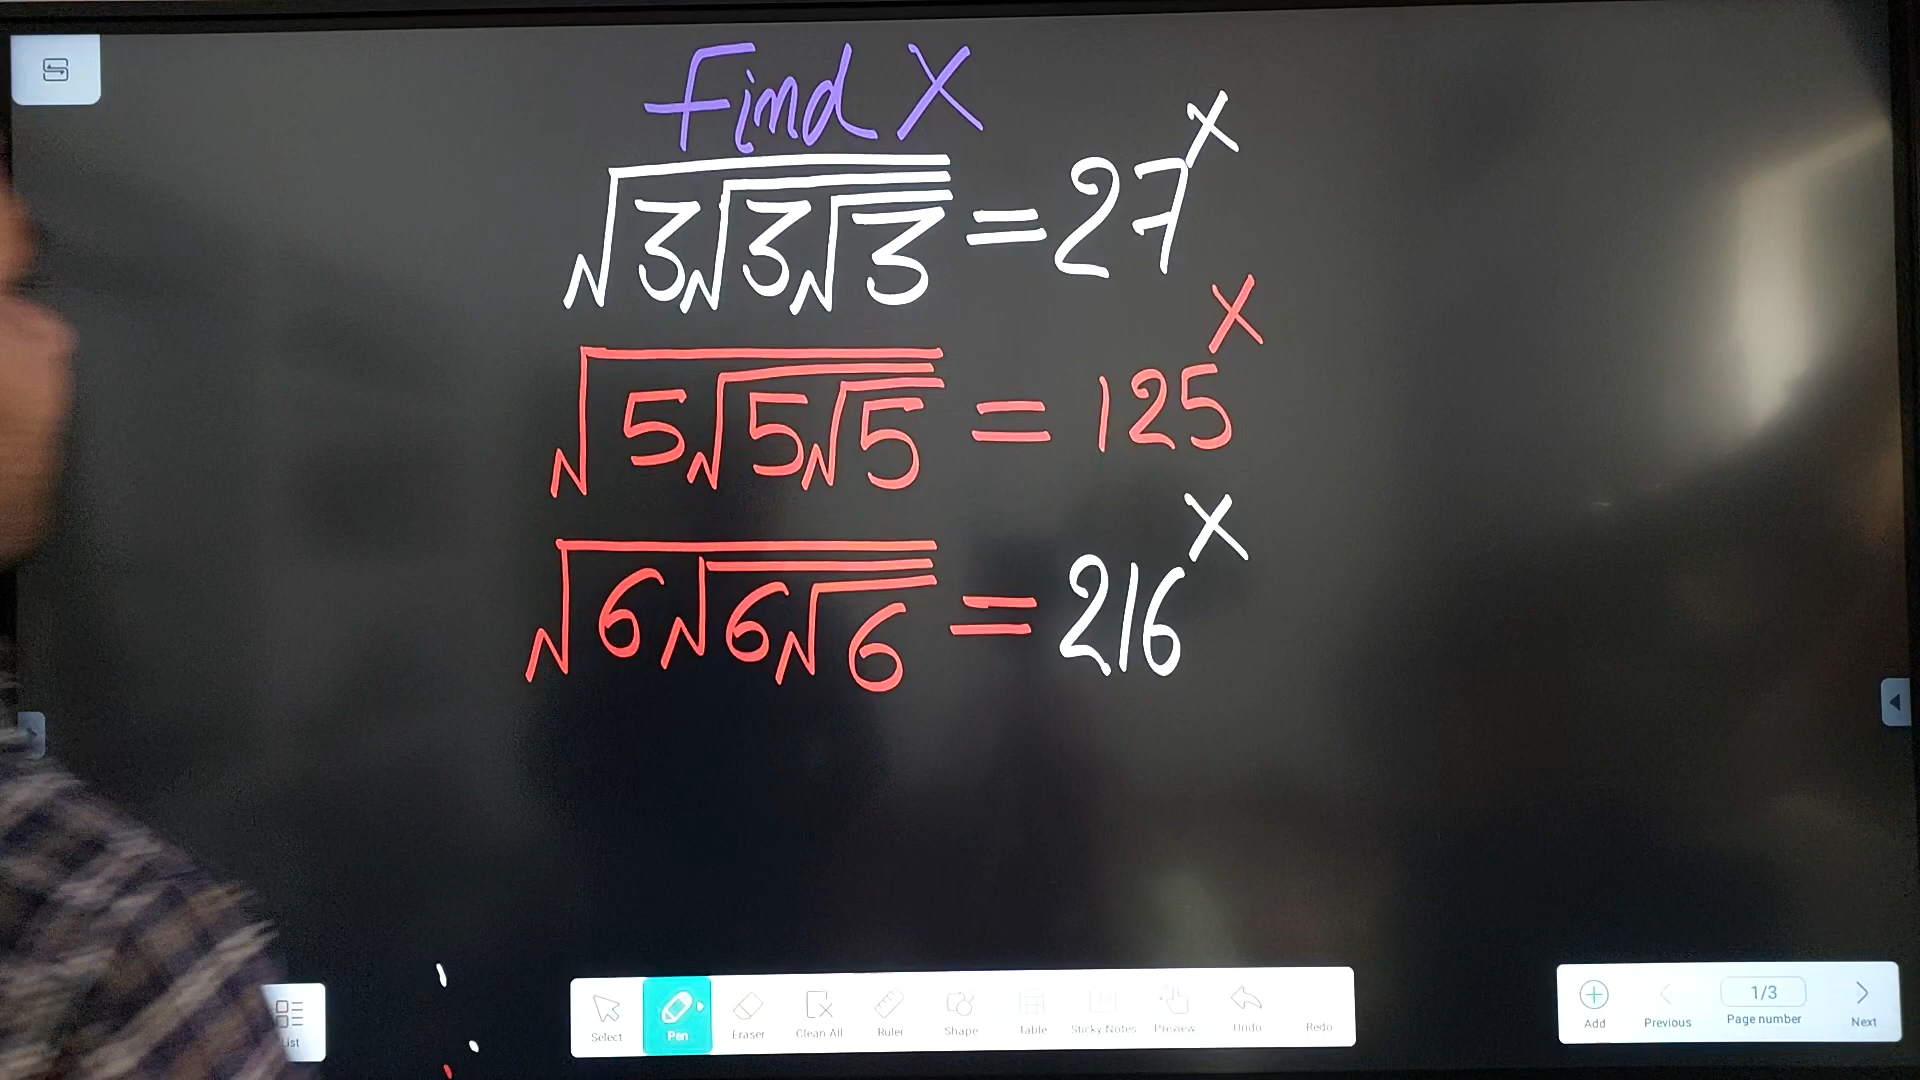 Find X
√3√3√3 = 27^x
√5√5√5 = 125^x
√6√6√6 = 216^x
List
Select Pen Eraser Clean All Ruler Shape Table Sticky Notes Preview Undo Redo
Add Previous 1/3 Page number Next